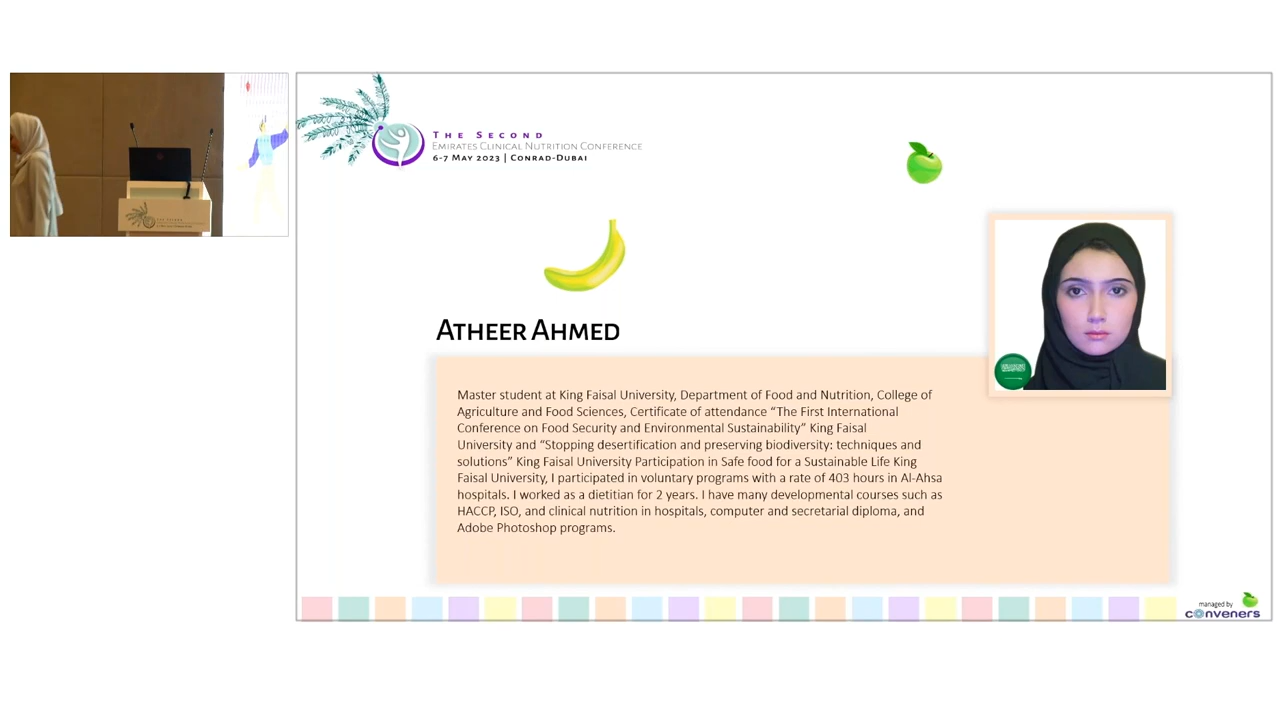 The Second
Emirates Clinical Nutrition Conference
6-7 May 2023 | Conrad-Dubai
Atheer Ahmed
Master student at King Faisal University, Department of Food and Nutrition, College of
Agriculture and Food Sciences, Certificate of attendance “The First International
Conference on Food Security and Environmental Sustainability” King Faisal
University and “Stopping desertification and preserving biodiversity: techniques and
solutions” King Faisal University Participation in Safe food for a Sustainable Life King
Faisal University, I participated in voluntary programs with a rate of 403 hours in Al-Ahsa
hospitals. I worked as a dietitian for 2 years. I have many developmental courses such as
HACCP, ISO, and clinical nutrition in hospitals, computer and secretarial diploma, and
Adobe Photoshop programs.
managed by
conveners